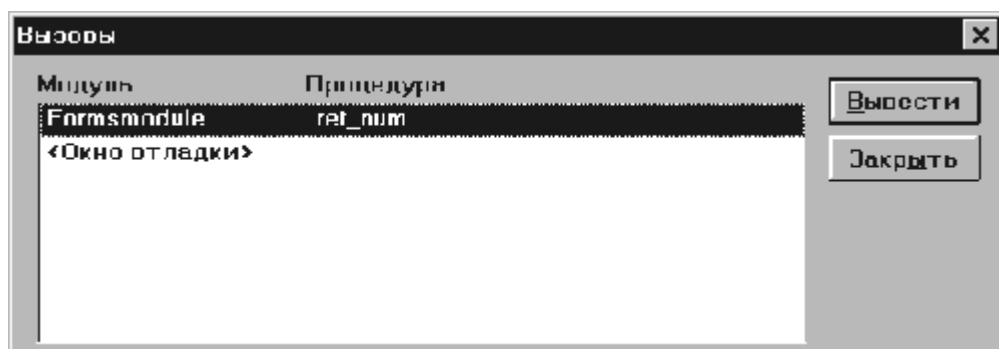 Вызовы
Модуль Процедура
Вывести
Formsmodule ret_num
<Окно отладки>
Закрыть